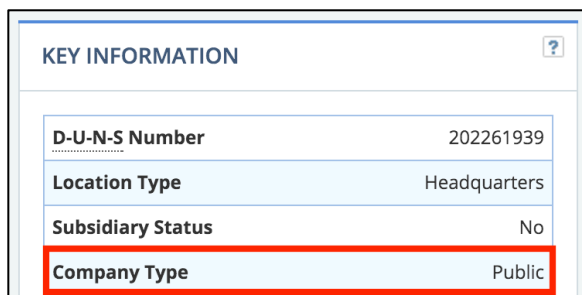 KEY INFORMATION
?
D-U-N-S Number 202261939
Location Type Headquarters
Subsidiary Status No
Company Type Public